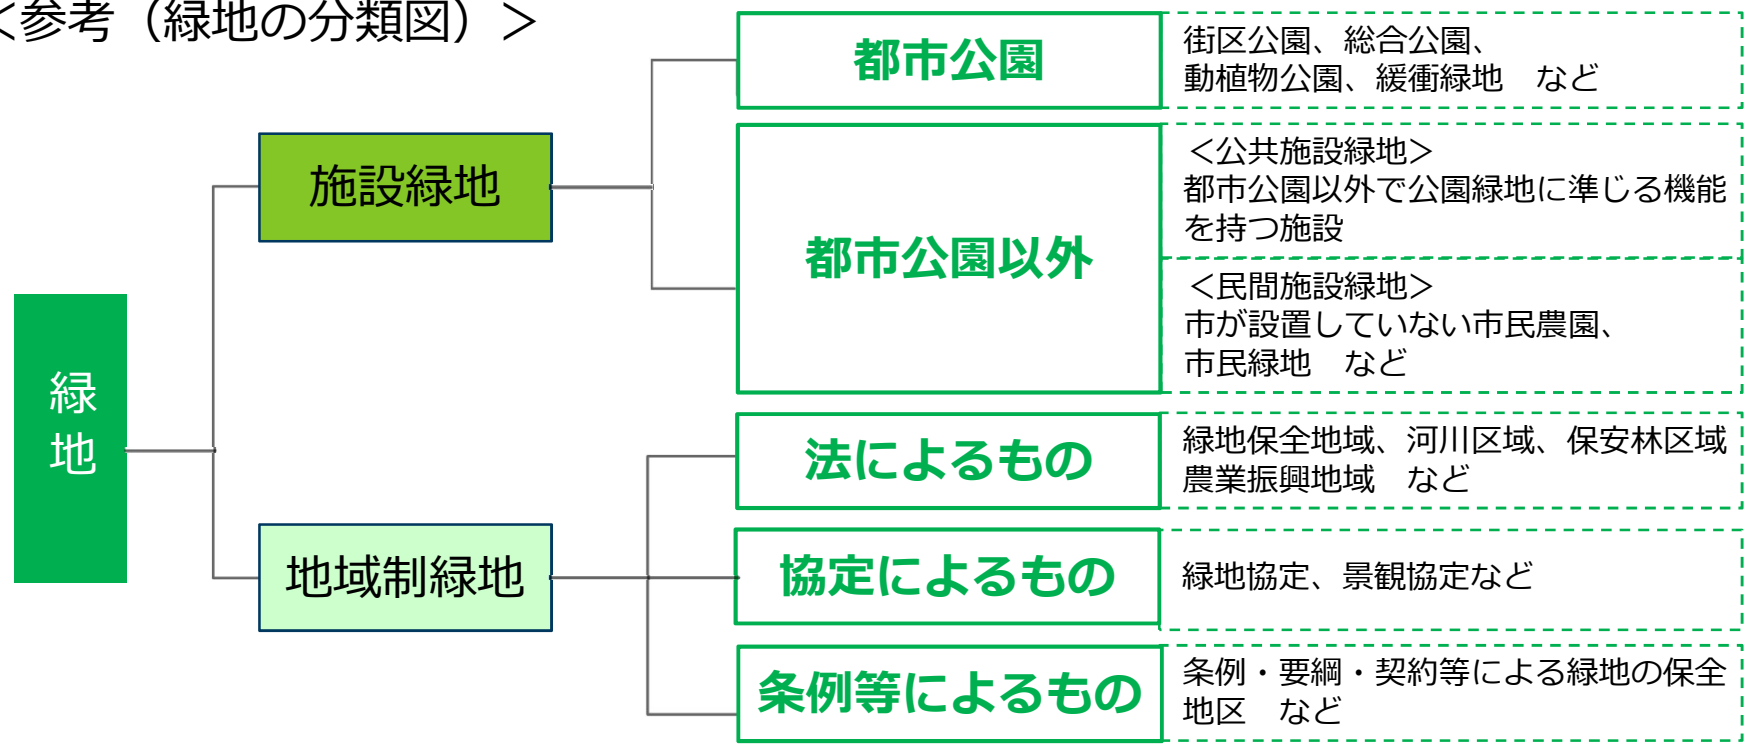 ＜参考（緑地の分類図）＞
緑
地
施設緑地
都市公園
街区公園、総合公園、
動植物公園、緩衝緑地　など
都市公園以外
＜公共施設緑地＞
都市公園以外で公園緑地に準じる機能
を持つ施設
＜民間施設緑地＞
市が設置していない市民農園、
市民緑地　など
地域制緑地
法によるもの
緑地保全地域、河川区域、保安林区域
農業振興地域　など
協定によるもの
緑地協定、景観協定など
条例等によるもの
条例・要綱・契約等による緑地の保全
地区　など